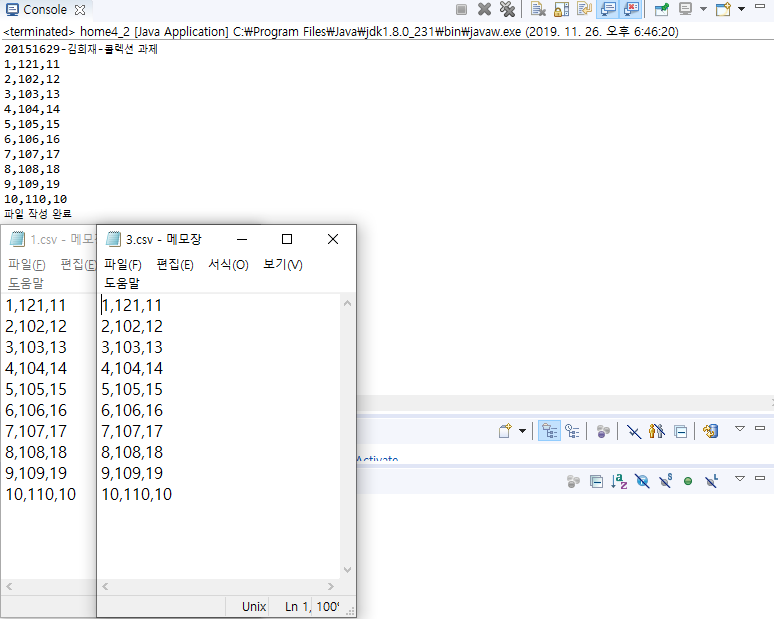 Console
<terminated> home4_2 [Java Application] C:₩Program Files₩Java₩jdk1.8.0_231₩bin₩javaw.exe (2019. 11. 26. 오후 6:46:20)
20151629-김희재-콜렉션 과제
1,121,11
2,102,12
3,103,13
4,104,14
5,105,15
6,106,16
7,107,17
8,108,18
9,109,19
10,110,10
파일 작성 완료
1.csv - 메모
파일(F) 편집(E)
도움말
1,121,11
2,102,12
3,103,13
4,104,14
5,105,15
6,106,16
7,107,17
8,108,18
9,109,19
10,110,10
3.csv - 메모장
파일(F) 편집(E) 서식(O) 보기(V)
도움말
1,121,11
2,102,12
3,103,13
4,104,14
5,105,15
6,106,16
7,107,17
8,108,18
9,109,19
10,110,10
Unix Ln 1, 100%
Activate